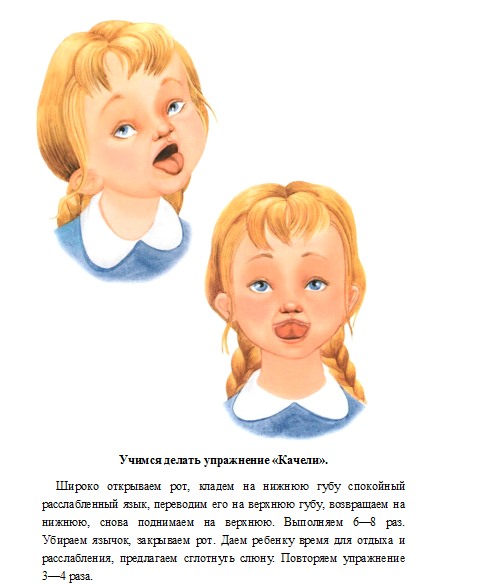 Учимся делать упражнение «Качели».
Широко открываем рот, кладем на нижнюю губу спокойный
расслабленный язык, переводим его на верхнюю губу, возвращаем на
нижнюю, снова поднимаем на верхнюю. Выполняем 6—8 раз.
Убираем язычок, закрываем рот. Даем ребенку время для отдыха и
расслабления, предлагаем сглотнуть слюну. Повторяем упражнение
3—4 раза.